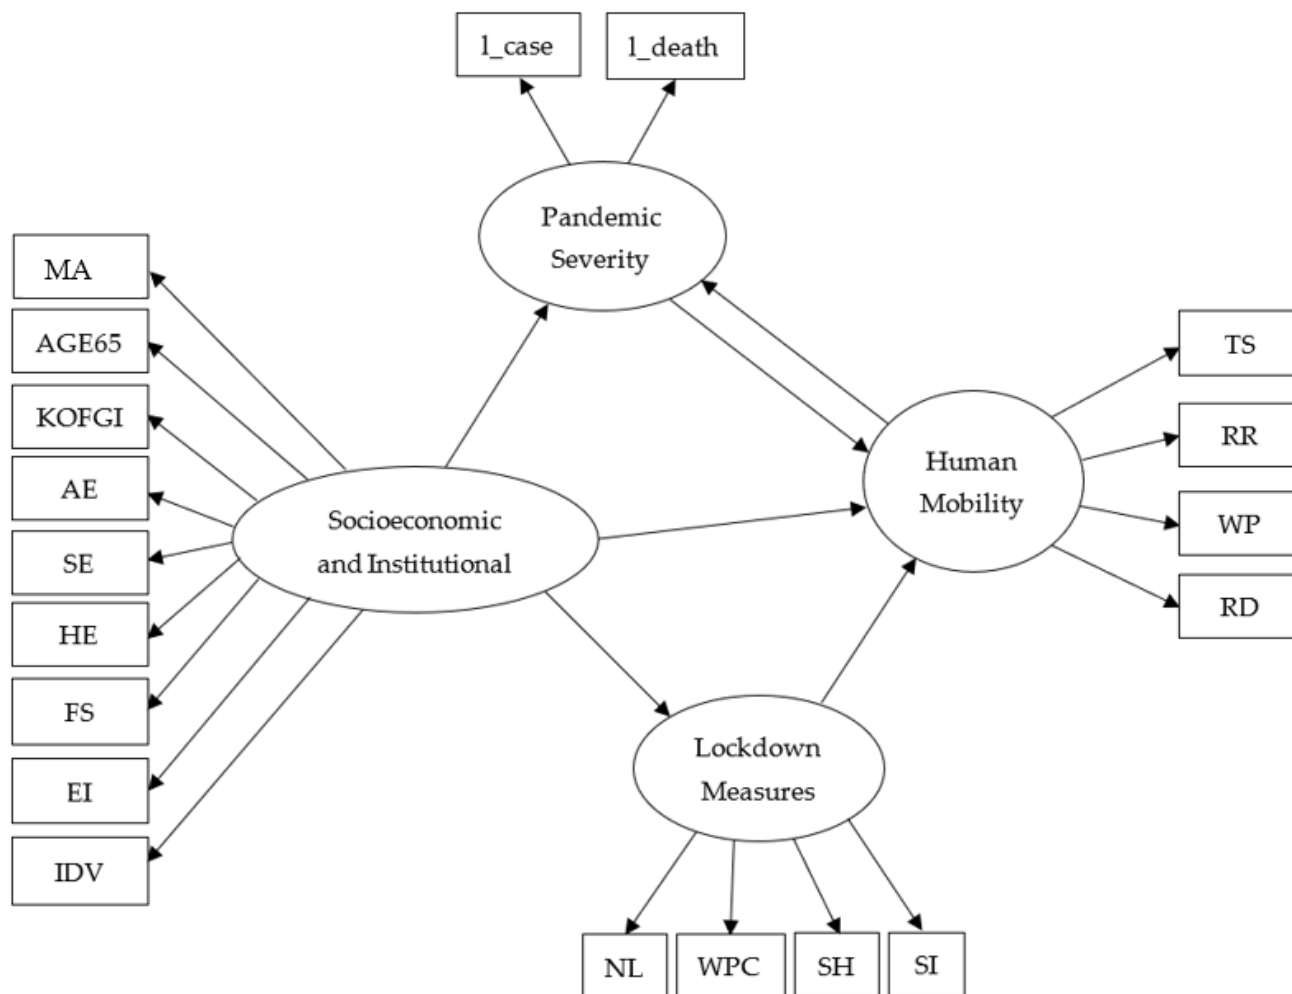 l_case
l_death
Pandemic
Severity
MA
AGE65
KOFGI
AE
SE
HE
FS
EI
IDV
Socioeconomic
and Institutional
Human
Mobility
TS
RR
WP
RD
Lockdown
Measures
NL
WPC
SH
SI